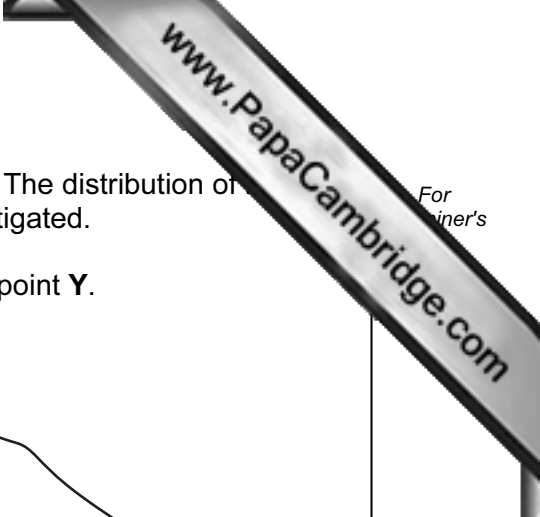 www.PapaCambridge.com
The distribution of
For
iner's
tigated.
point Y.